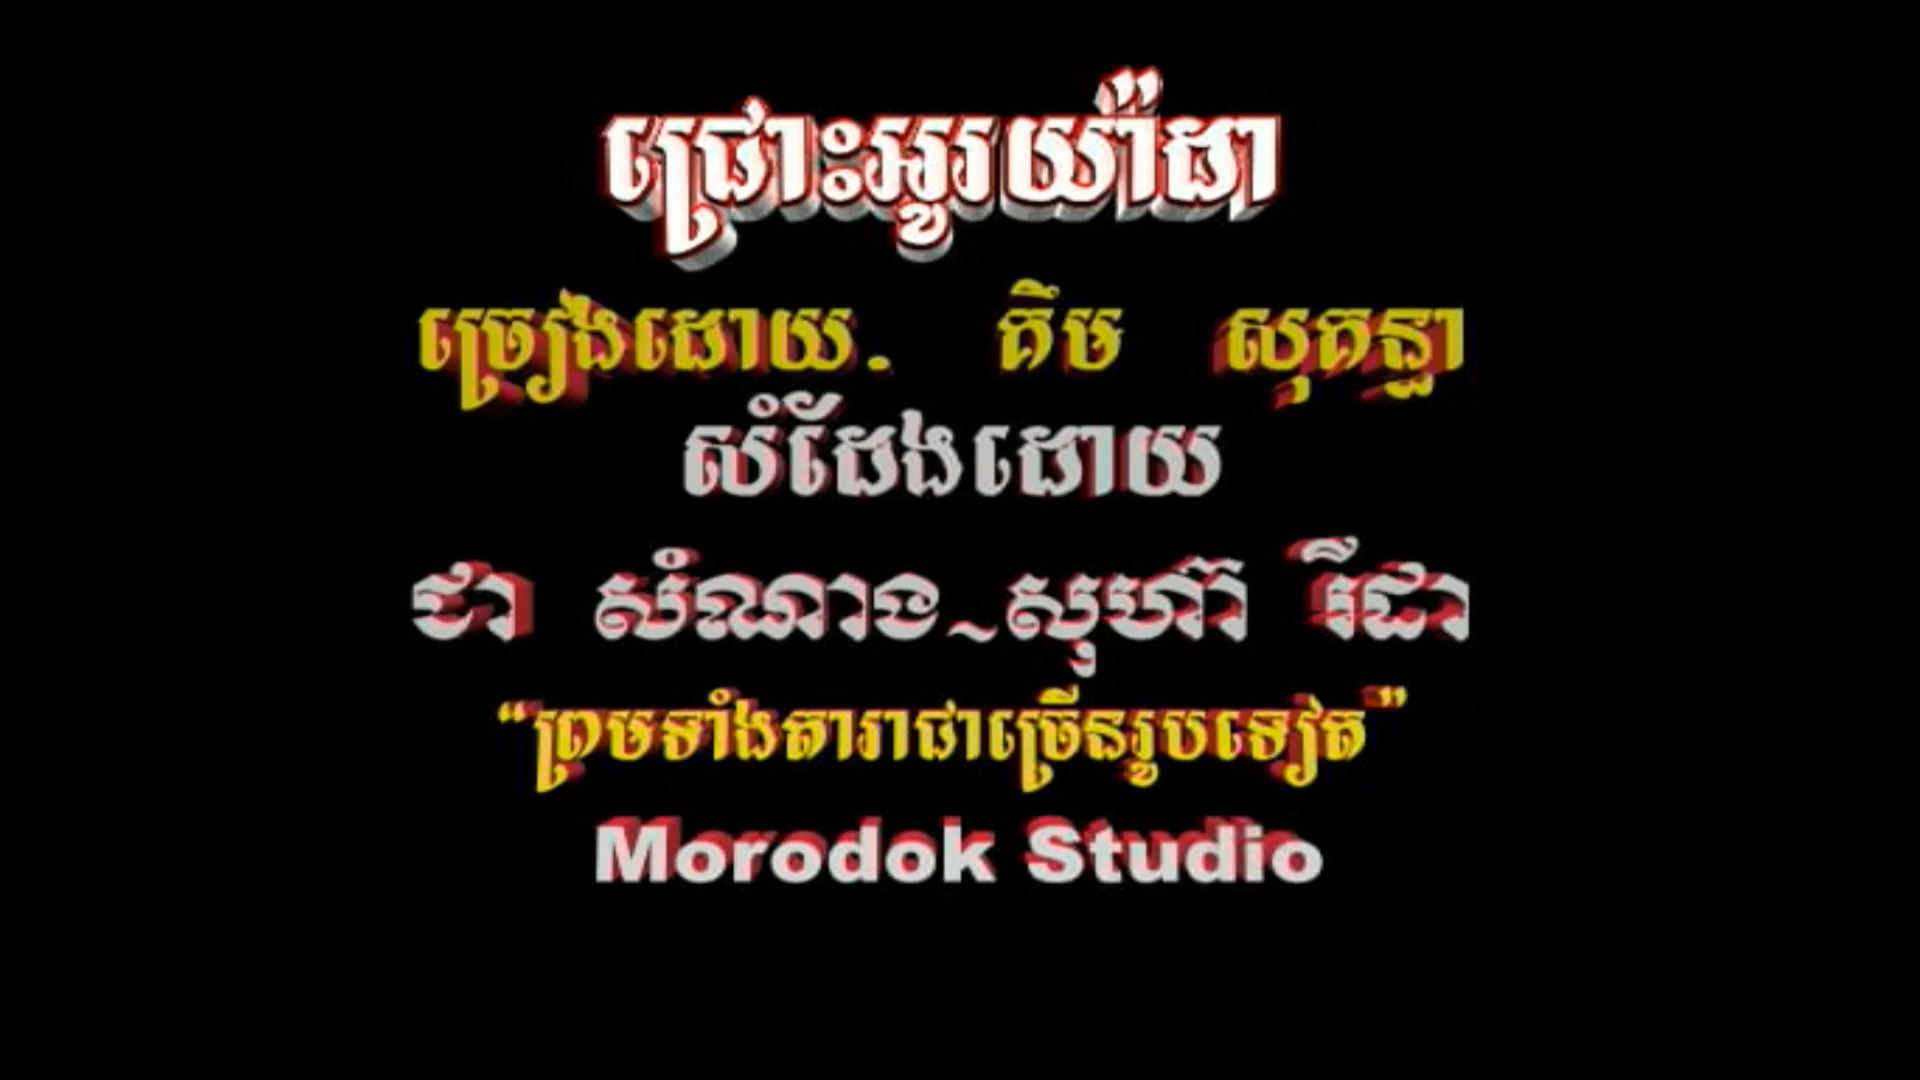 ជ្រោះអូរយ៉ាដា
ច្រៀងដោយ. គឹម សុគន្ធា
សំដែងដោយ
ជា សំណាង~សុហ៊ា រីដា
“ព្រមទាំងតារាជាច្រើនរូបទៀត”
Morodok Studio